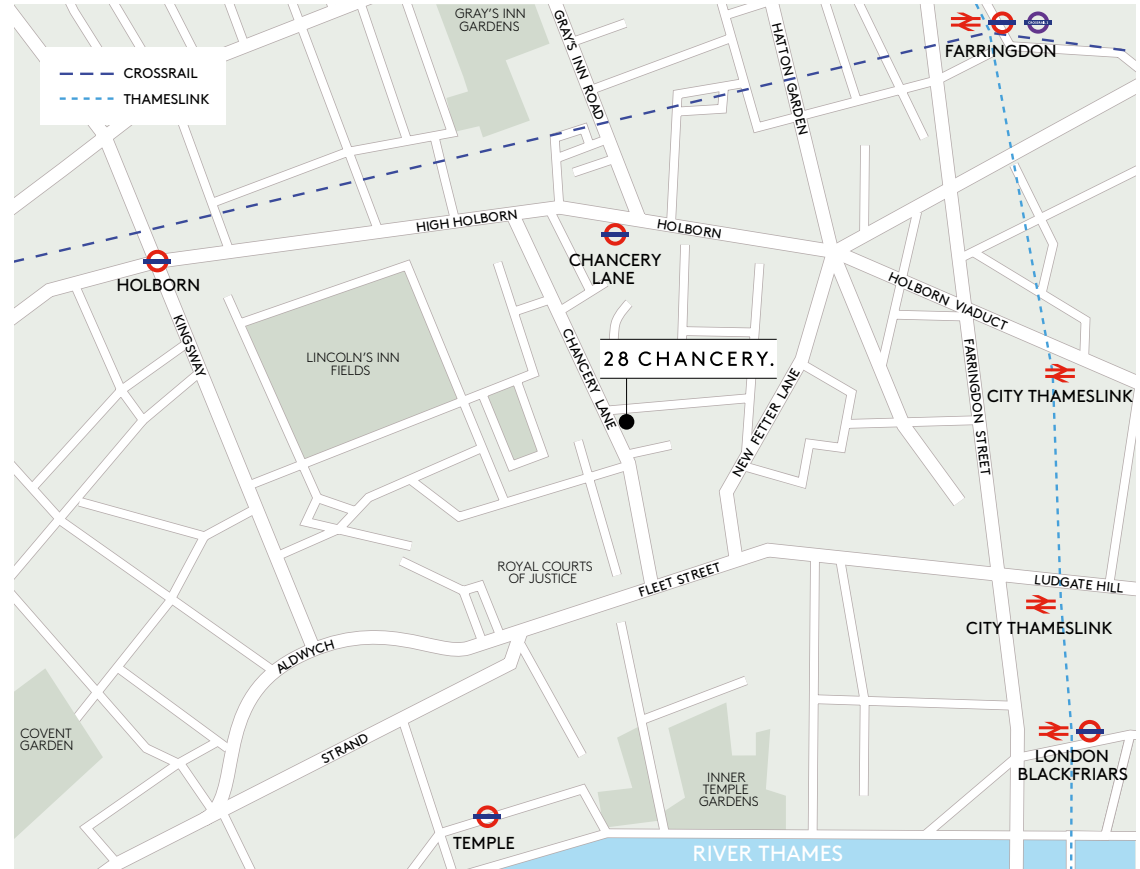 GRAY'S INN
GARDENS
GRAY'S INN ROAD
HATTON GARDEN
CROSSRAIL
FARRINGDON
CROSSRAIL
THAMESLINK
HIGH HOLBORN
HOLBORN
CHANCERY
LANE
HOLBORN
HOLBORN VIADUCT
KINGSWAY
LINCOLN'S INN
FIELDS
CHANCERY LANE
28 CHANCERY.
NEW FETTER LANE
FARRINGDON STREET
CITY THAMESLINK
ROYAL COURTS
OF JUSTICE
FLEET STREET
LUDGATE HILL
CITY THAMESLINK
ALDWYCH
COVENT
GARDEN
STRAND
INNER
TEMPLE
GARDENS
LONDON
BLACKFRIARS
TEMPLE
RIVER THAMES